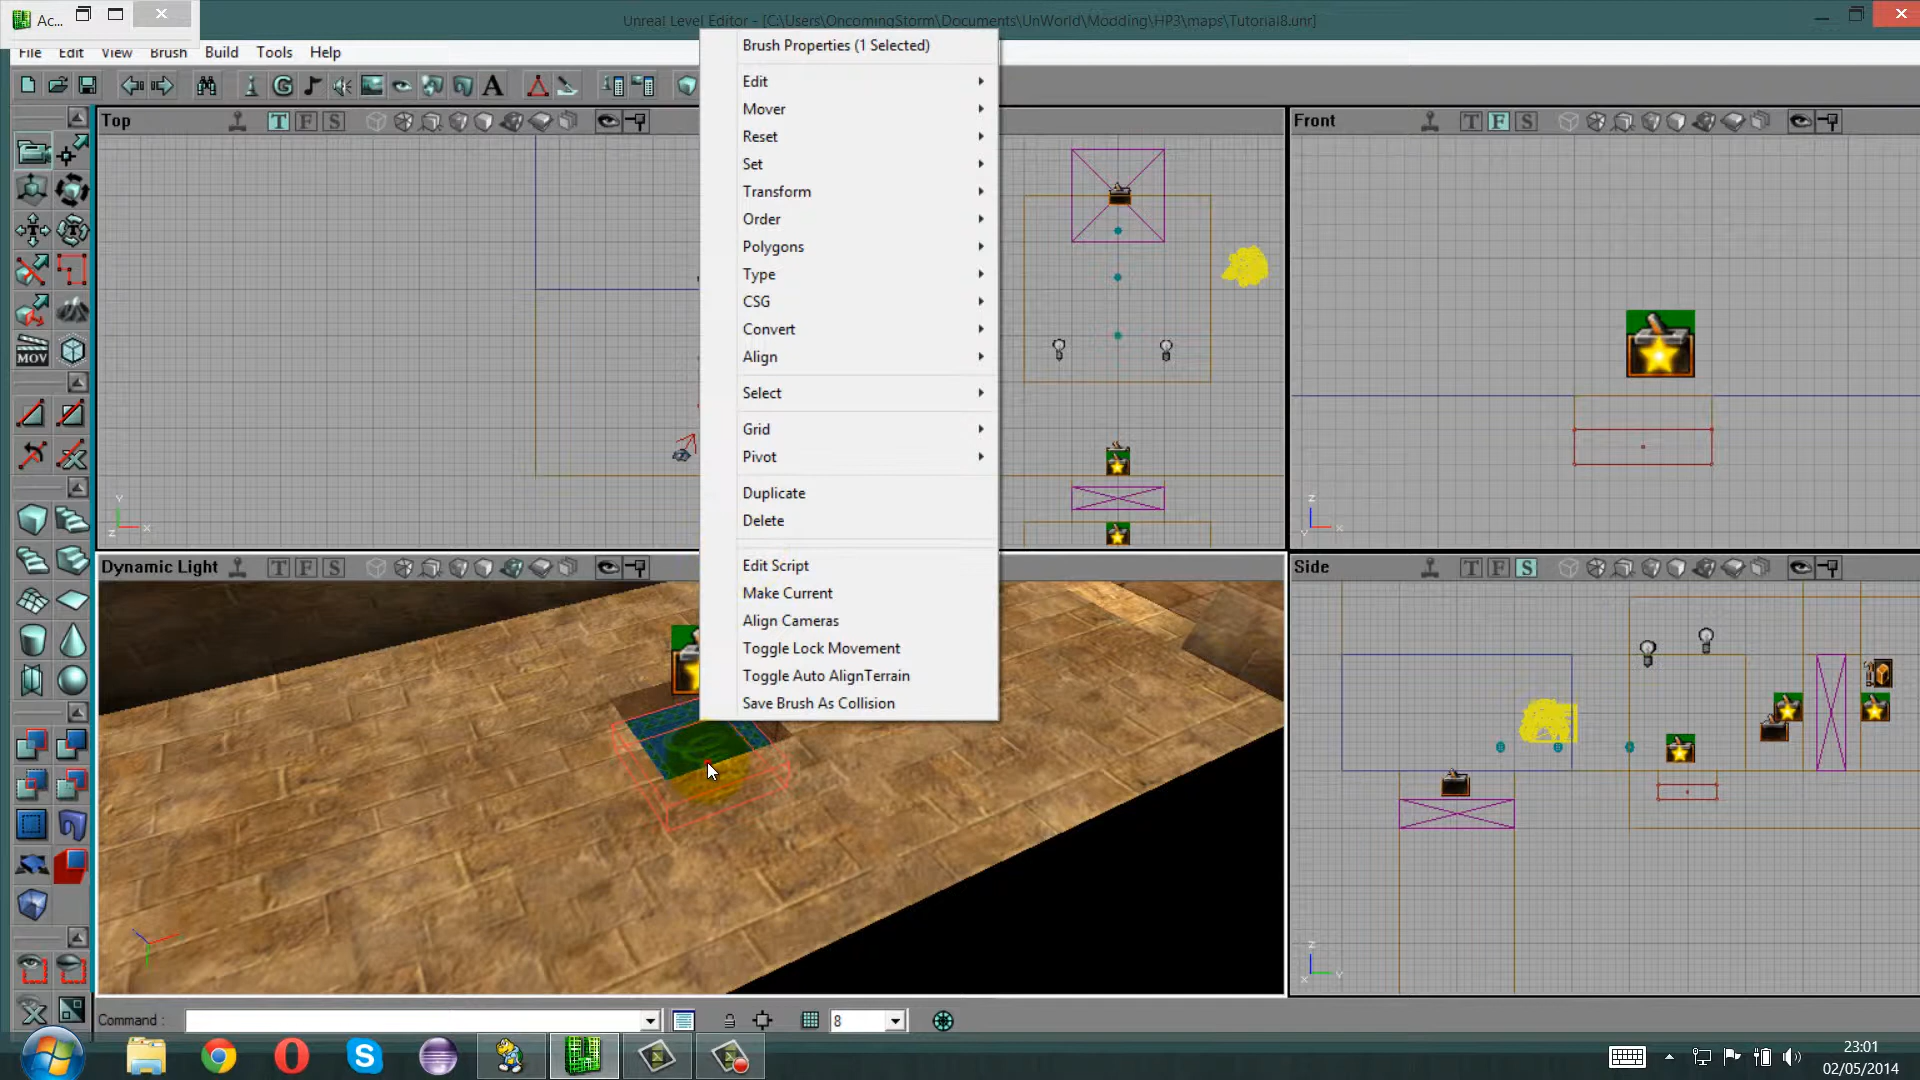 Ac...
Unreal Level Editor - [C:\Users\OncomingStorm\Documents\UnWorld\Modding\HP3\maps\Tutorial8.unr]
File Edit View Brush Build Tools Help
Brush Properties (1 Selected)
Edit
Mover
Reset
Set
Transform
Order
Polygons
Type
CSG
Convert
Align
Select
Grid
Pivot
Duplicate
Delete
Edit Script
Make Current
Align Cameras
Toggle Lock Movement
Toggle Auto AlignTerrain
Save Brush As Collision
G A
MOV
Top T F S
Front T F S
Dynamic Light T F S
Side T F S
Y
Z X
Z
Y X
Z
X Y
Command : 8
23:01
02/05/2014